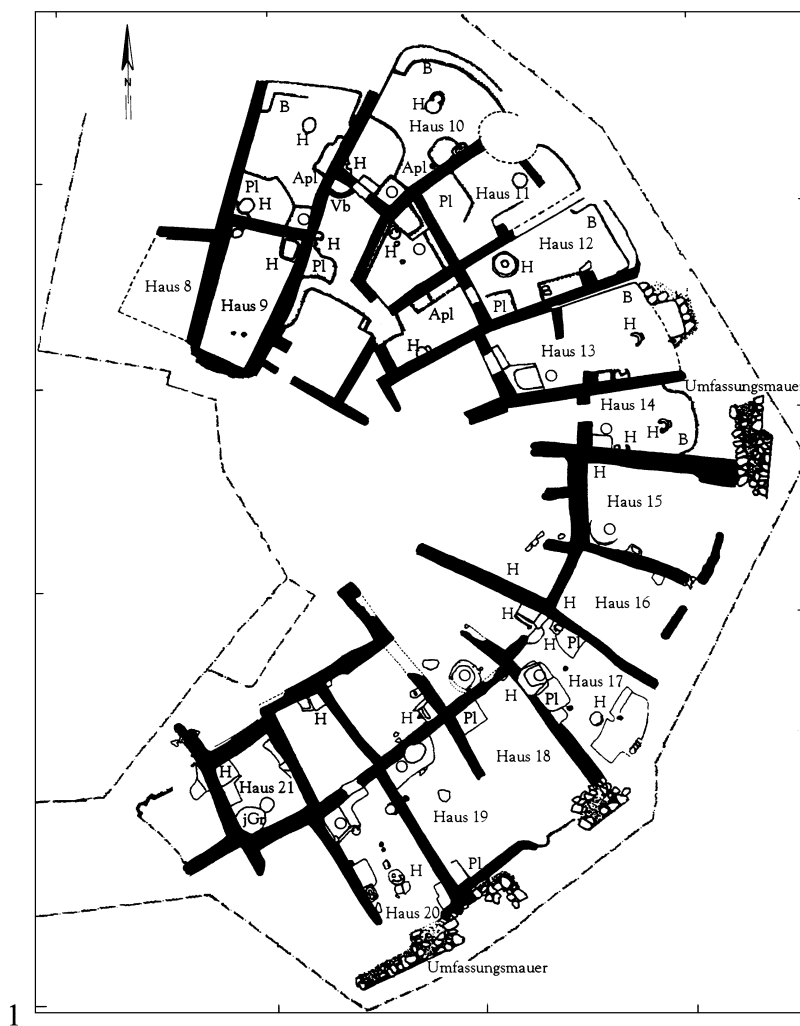 N
B
B
H
H
Haus 10
H
Pl
Apl
Apl
H
Vb
Pl
Haus 11
H
H
B
H
Haus 12
H
Haus 8
Pl
B
Haus 9
Pl
B
Apl
H
H
Haus 13
Umfassungsmauer
Haus 14
H
H
B
H
Haus 15
H
H
H
Haus 16
H
Pl
Haus 17
H
Pl
H
H
H
Pl
Haus 18
H
Haus 21
jGr
Haus 19
H
Pl
Haus 20
Umfassungsmauer
1